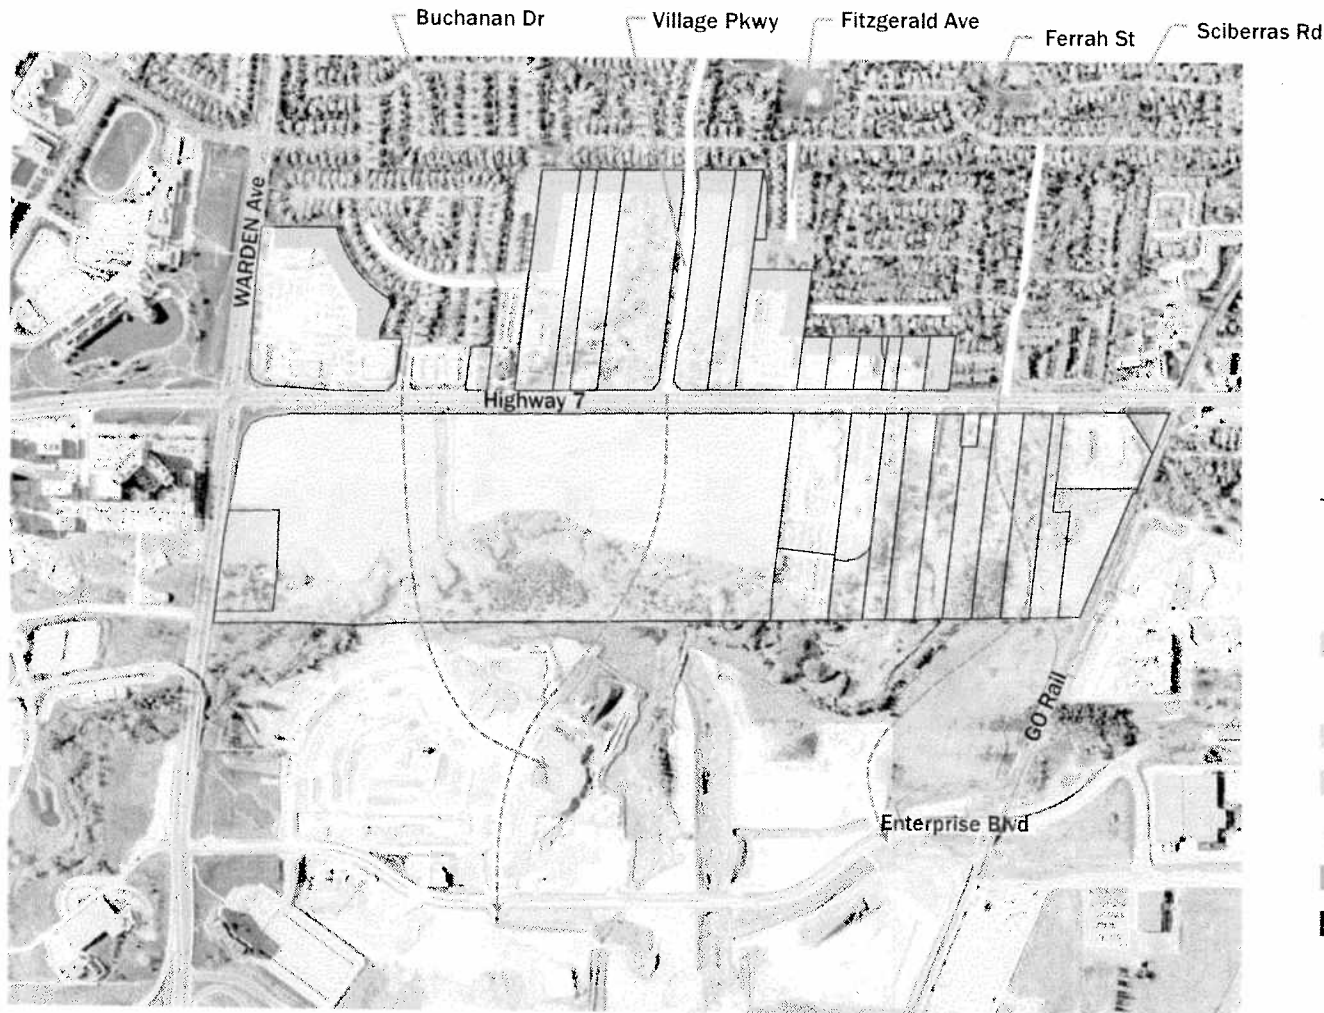 Buchanan Dr
Village Pkwy
Fitzgerald Ave
Ferrah St
Sciberras Rd
WARDEN Ave
Highway 7
GO Rail
Enterprise Blvd